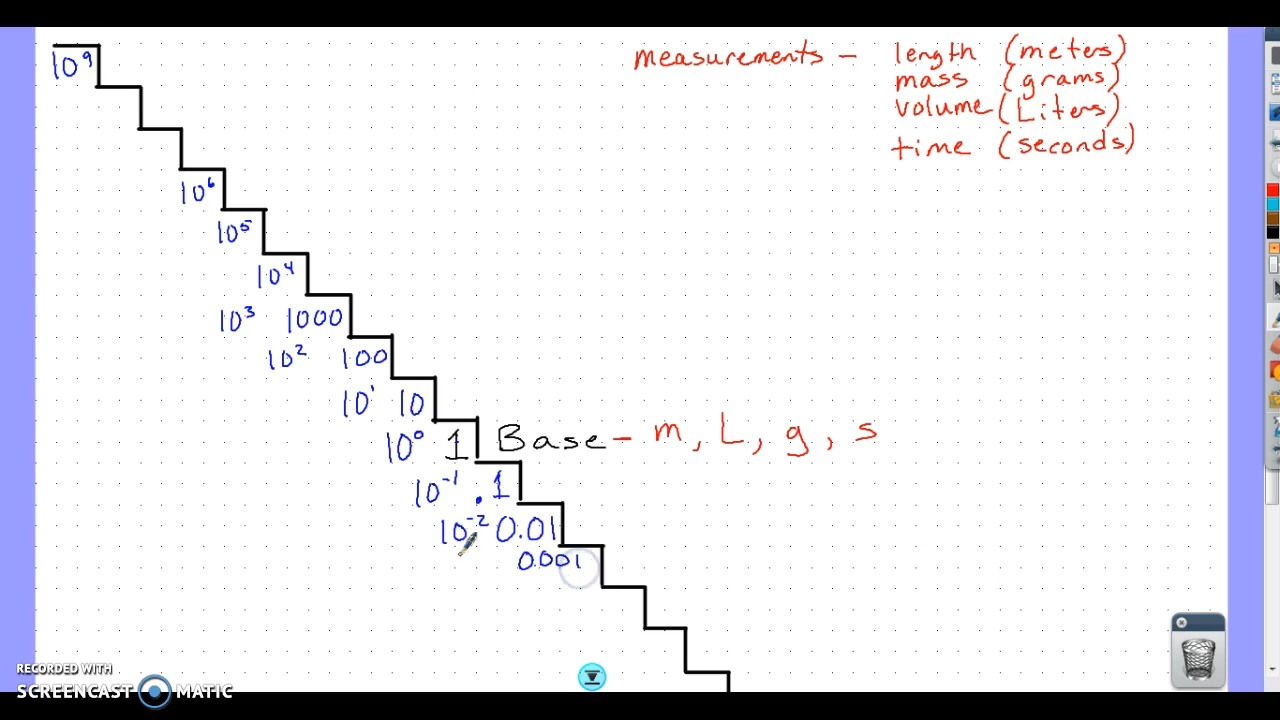 10⁹
measurements - length (meters)
mass (grams)
volume (Liters)
time (seconds)
10⁶
10⁵
10⁴
10³ 1000
10² 100
10¹ 10
10⁰ 1 Base - m, L, g, s
10⁻¹ .1
10⁻² 0.01
0.001
RECORDED WITH
SCREENCAST MATIC